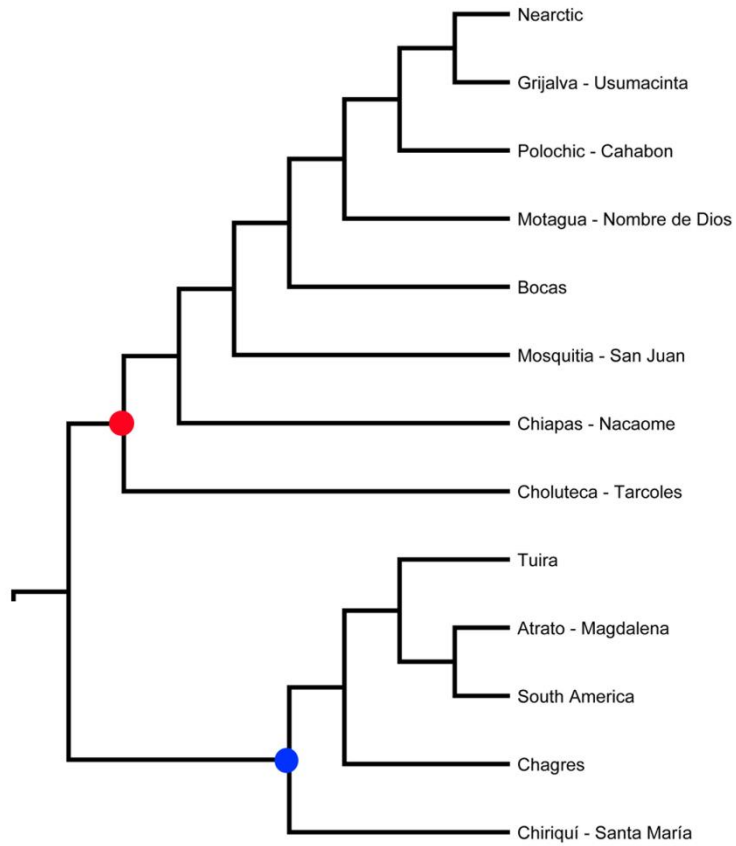 Nearctic
Grijalva - Usumacinta
Polochic - Cahabon
Motagua - Nombre de Dios
Bocas
Mosquitia - San Juan
Chiapas - Nacaome
Choluteca - Tarcoles
Tuira
Atrato - Magdalena
South America
Chagres
Chiriquí - Santa María